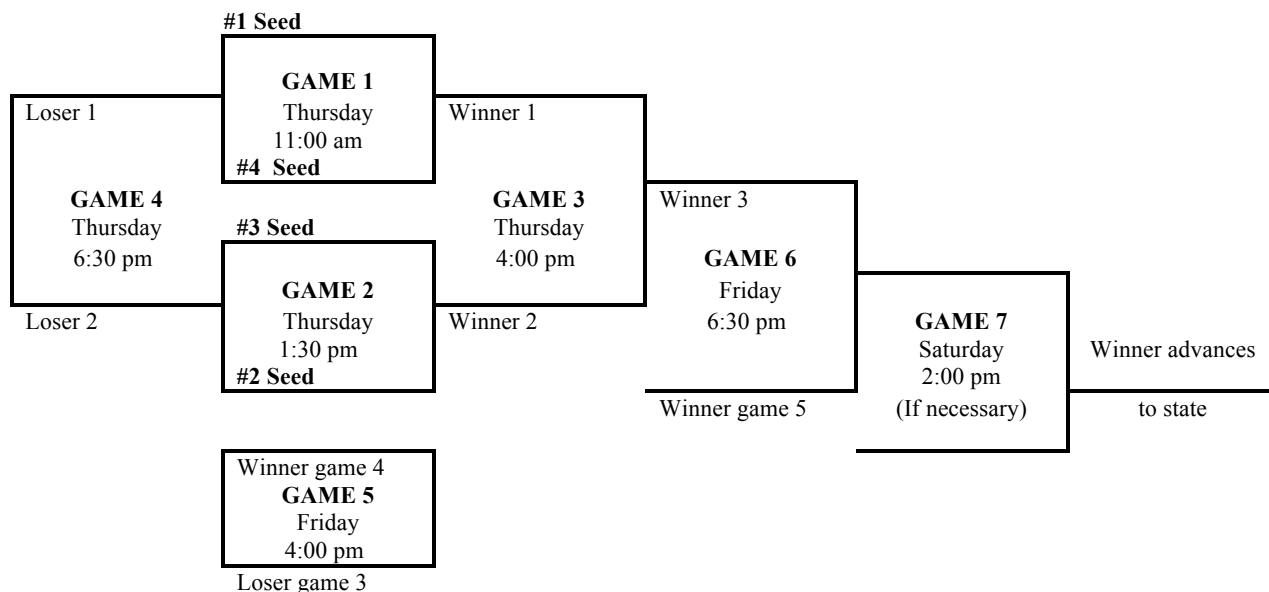 #1 Seed
GAME 1
Thursday
11:00 am
#4 Seed
Loser 1
Winner 1
GAME 4
Thursday
6:30 pm
GAME 3
Thursday
4:00 pm
Winner 3
#3 Seed
GAME 2
Thursday
1:30 pm
#2 Seed
Loser 2
Winner 2
GAME 6
Friday
6:30 pm
Winner game 5
GAME 7
Saturday
2:00 pm
(If necessary)
Winner advances
to state
Winner game 4
GAME 5
Friday
4:00 pm
Loser game 3